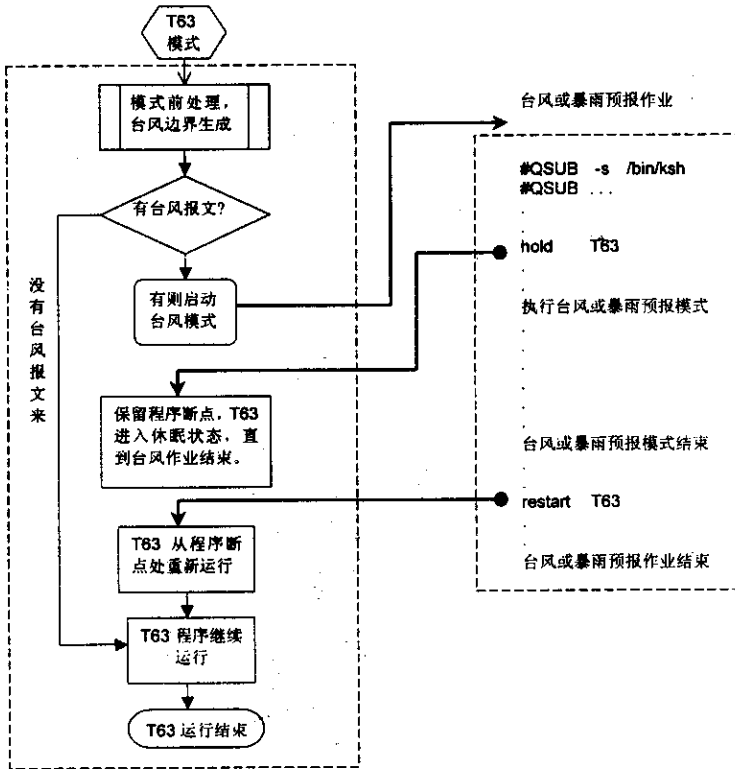 T63
模式
模式前处理，
台风边界生成
有台风报文?
有则启动
台风模式
没有台风报文来
保留程序断点，T63
进入休眠状态，直
到台风作业结束。
T63 从程序断
点处重新运行
T63 程序继续
运行
T63 运行结束
台风或暴雨预报作业
#QSUB -s /bin/ksh
#QSUB ...
.
hold T63
.
执行台风或暴雨预报模式
.
.
.
.
台风或暴雨预报模式结束
.
restart T63
.
台风或暴雨预报作业结束